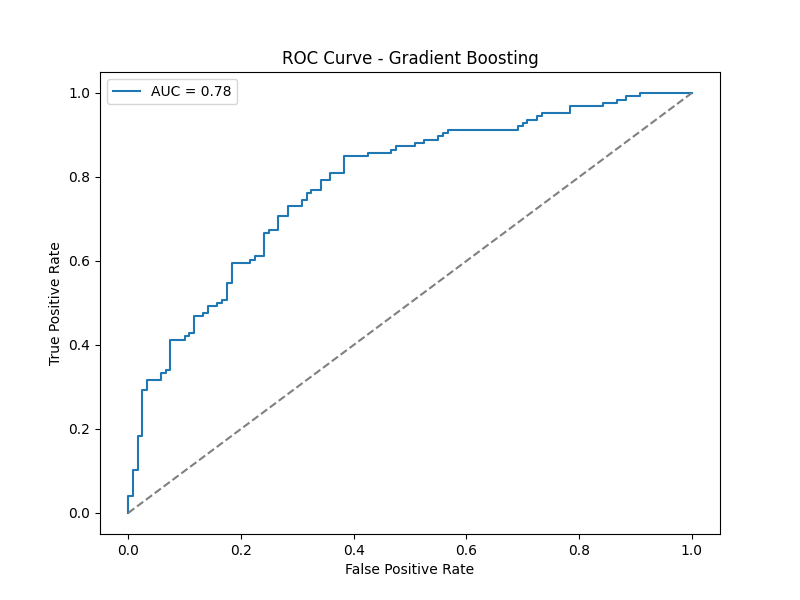 ROC Curve - Gradient Boosting
AUC = 0.78
1.0
0.8
0.6
0.4
0.2
0.0
True Positive Rate
0.0 0.2 0.4 0.6 0.8 1.0
False Positive Rate